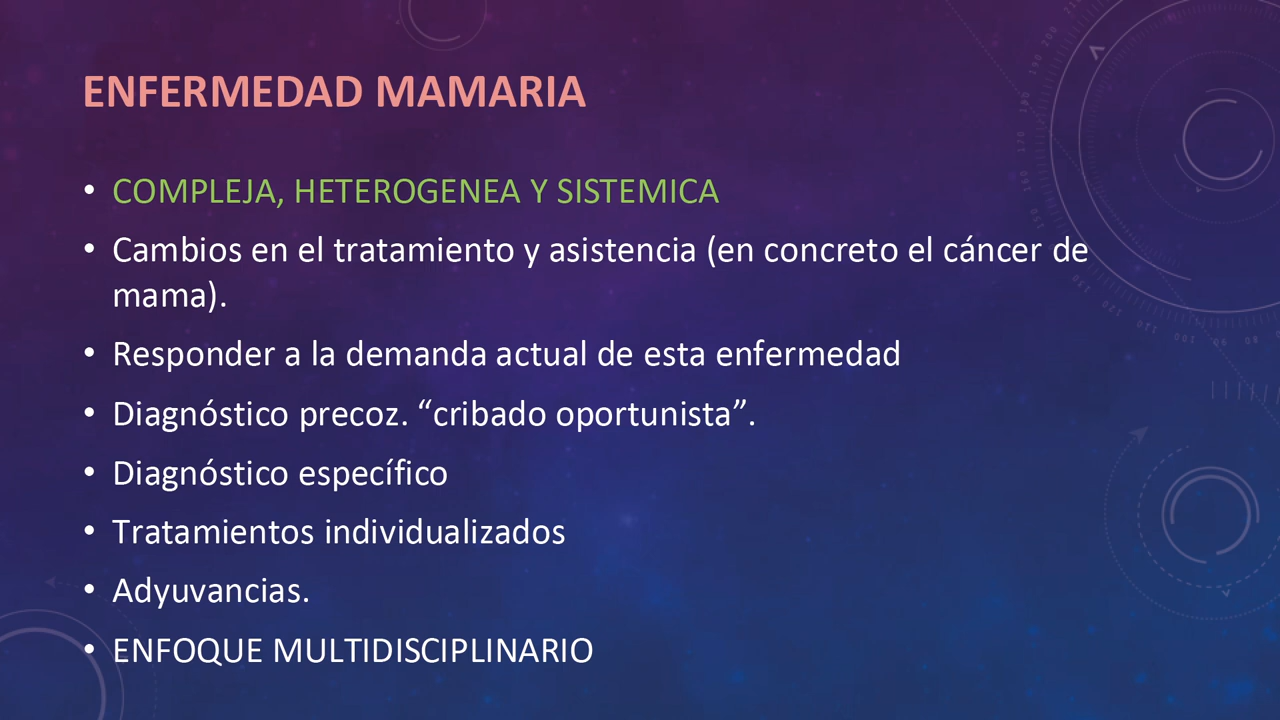 ENFERMEDAD MAMARIA
• COMPLEJA, HETEROGENEA Y SISTEMICA
• Cambios en el tratamiento y asistencia (en concreto el cáncer de
mama).
• Responder a la demanda actual de esta enfermedad
• Diagnóstico precoz. “cribado oportunista”.
• Diagnóstico específico
• Tratamientos individualizados
• Adyuvancias.
• ENFOQUE MULTIDISCIPLINARIO